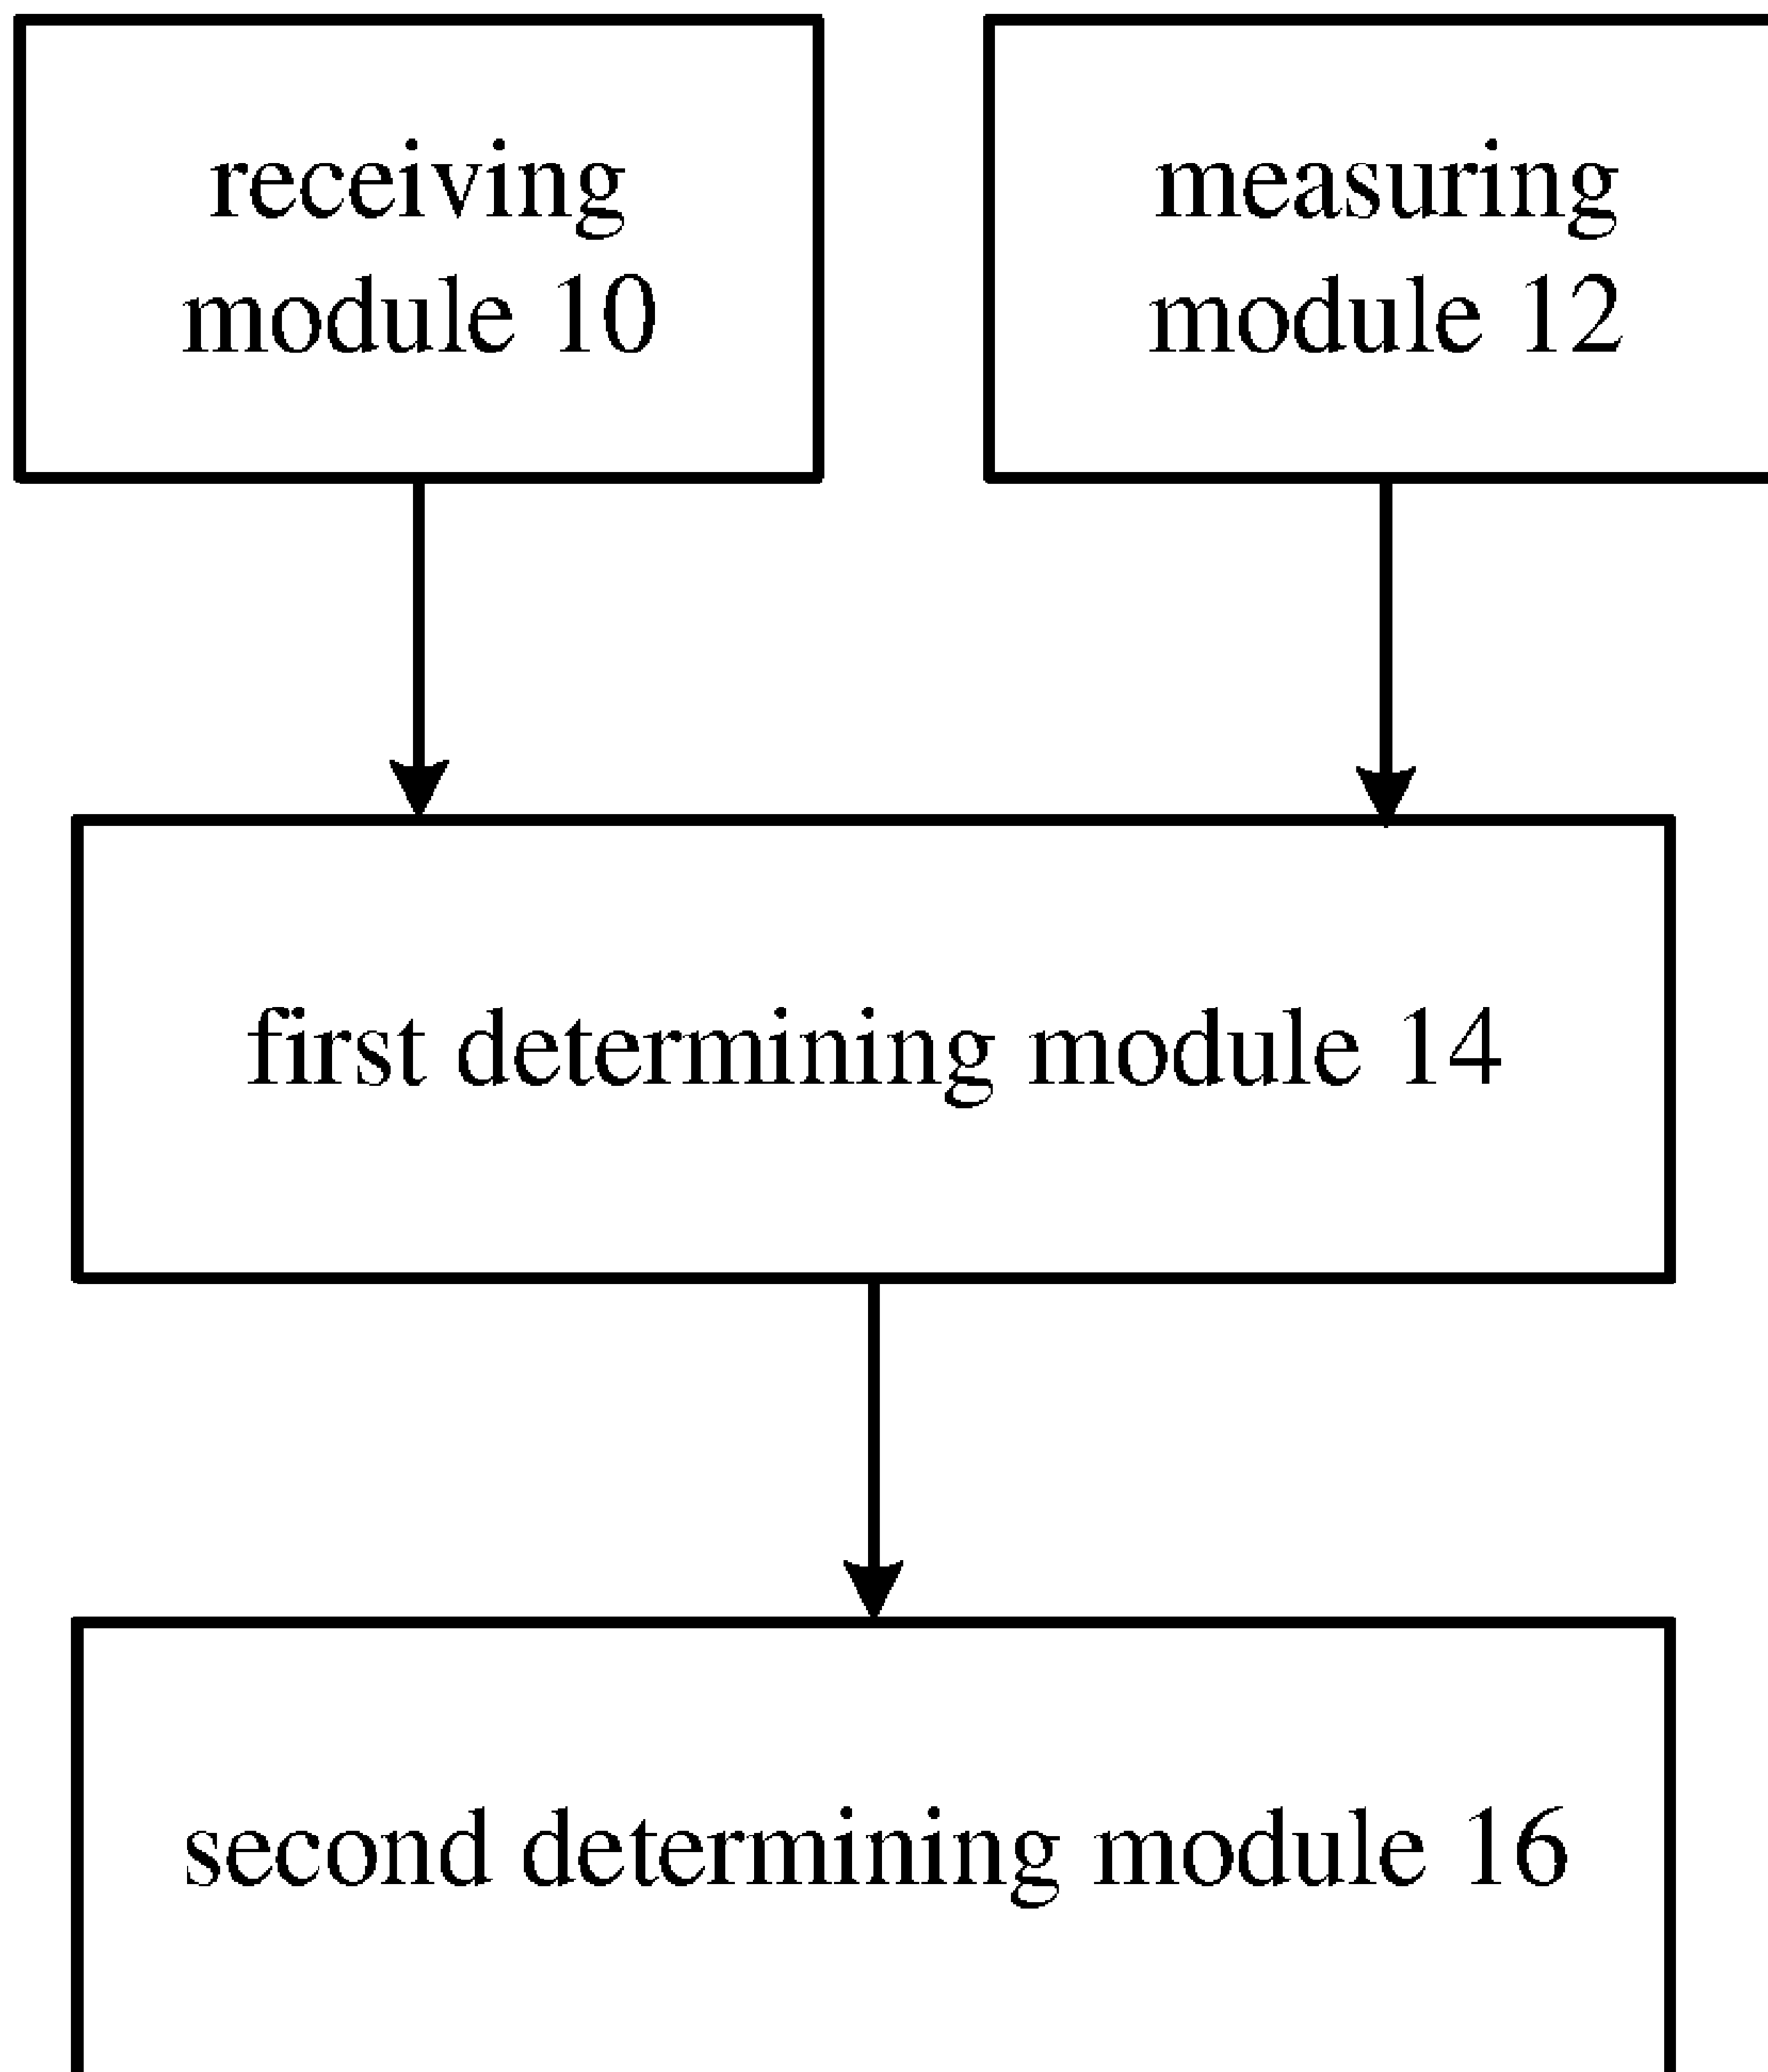 receiving
module 10
measuring
module 12
first determining module 14
second determining module 16